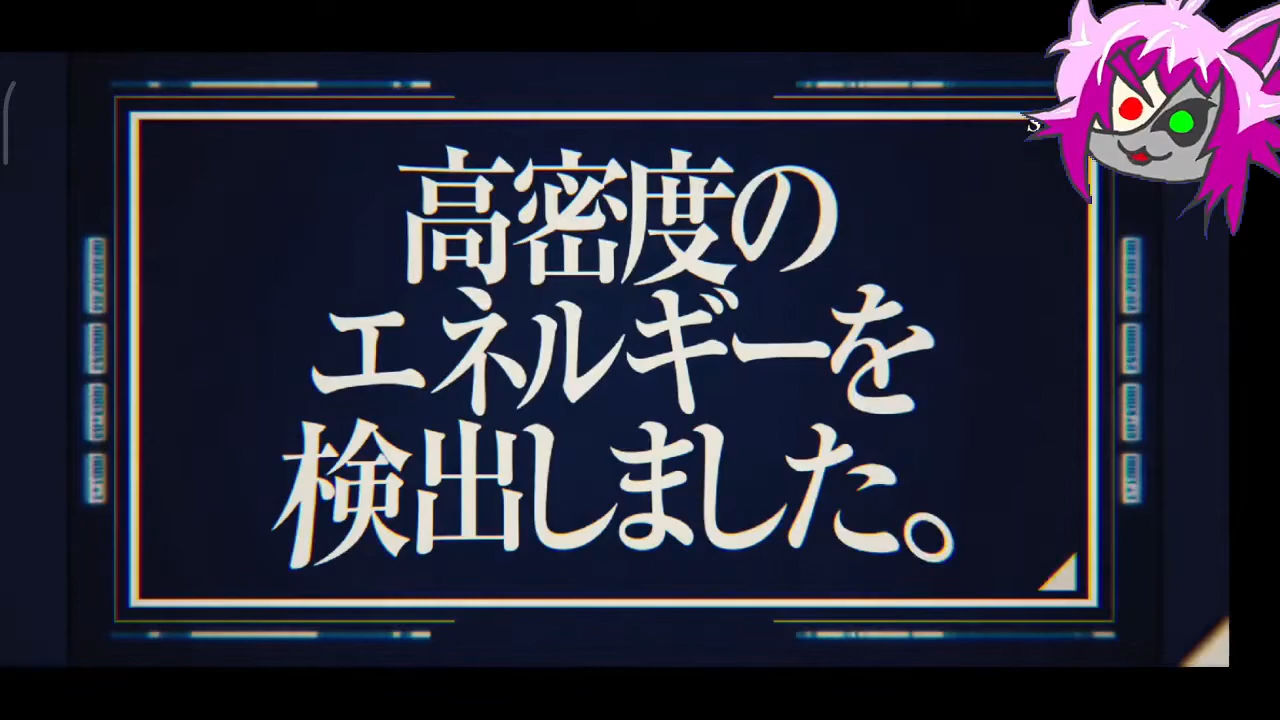 高密度の
エネルギーを
検出しました。